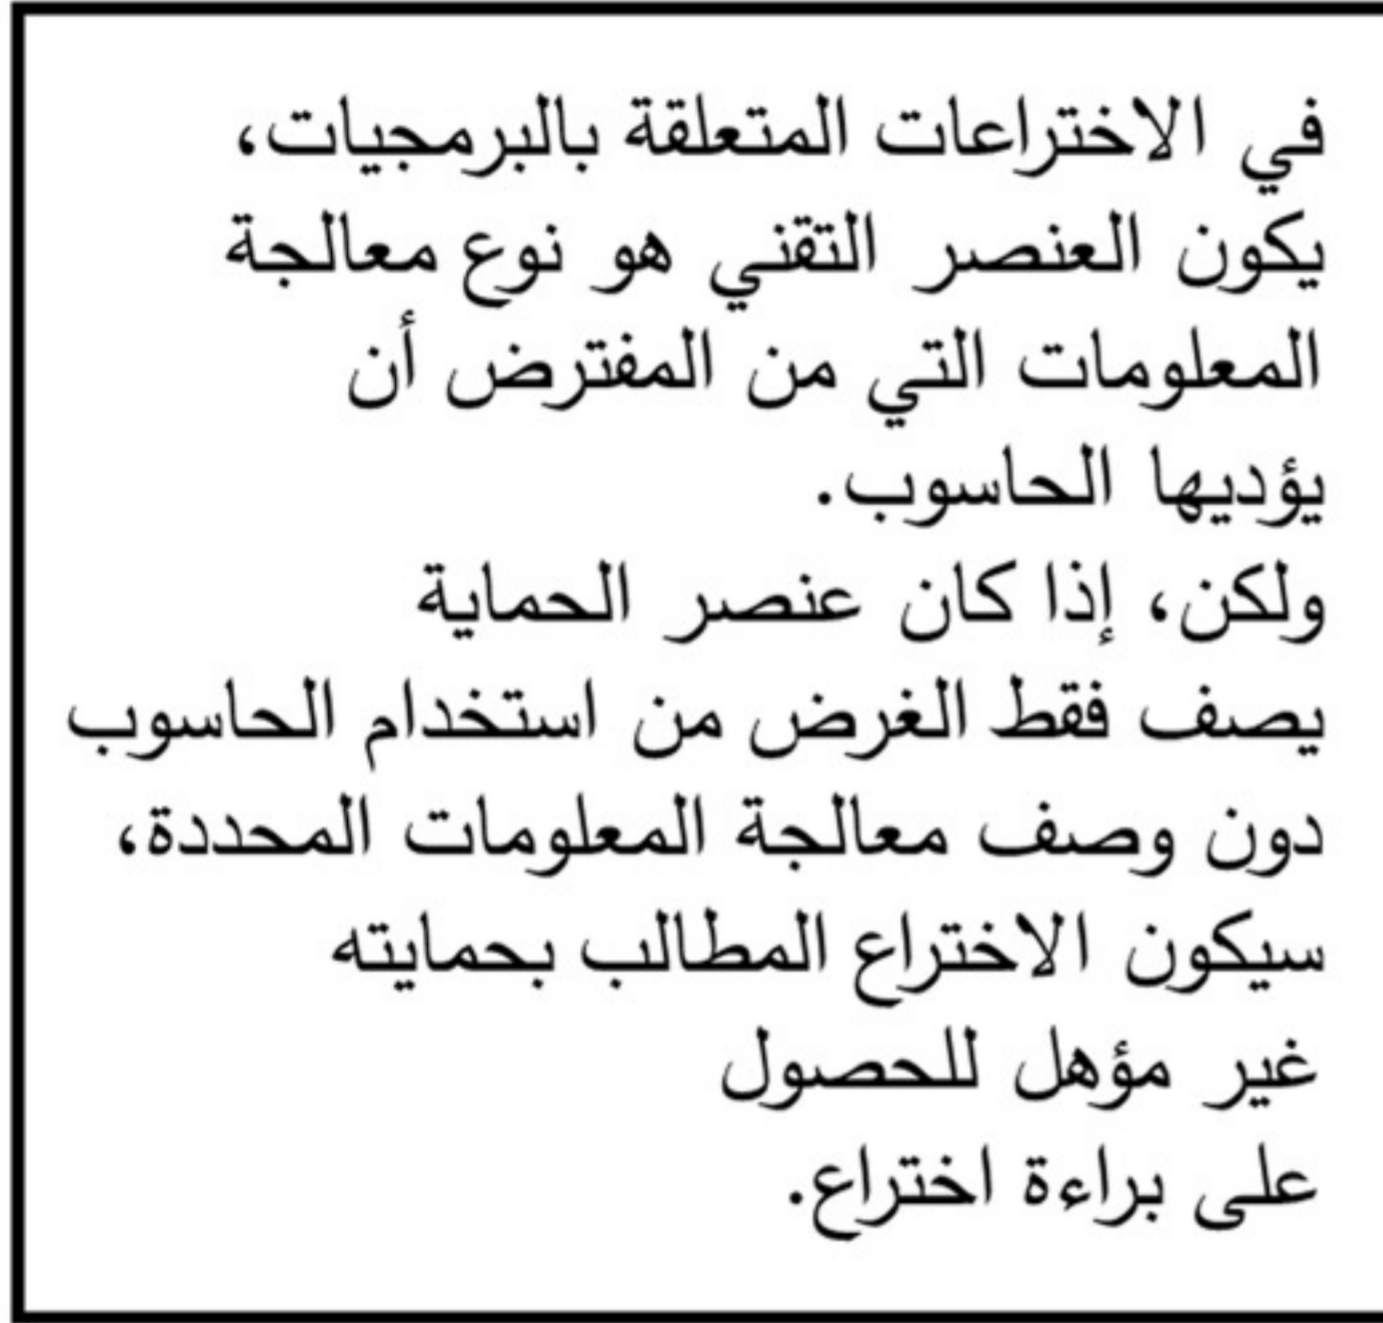 في الاختراعات المتعلقة بالبرمجيات،
يكون العنصر التقني هو نوع معالجة
المعلومات التي من المفترض أن
يؤديها الحاسوب.
ولكن، إذا كان عنصر الحماية
يصف فقط الغرض من استخدام الحاسوب
دون وصف معالجة المعلومات المحددة،
سيكون الاختراع المطالب بحمايته
غير مؤهل للحصول
على براءة اختراع.